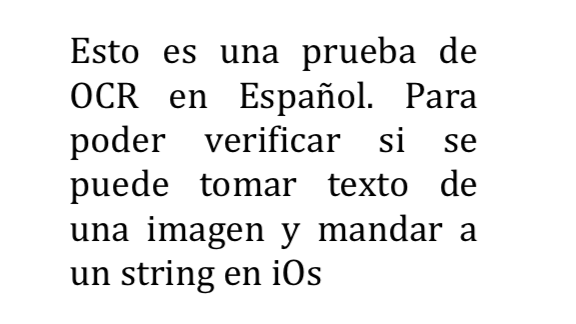 Esto es una prueba de
OCR en Español. Para
poder verificar si se
puede tomar texto de
una imagen y mandar a
un string en iOs